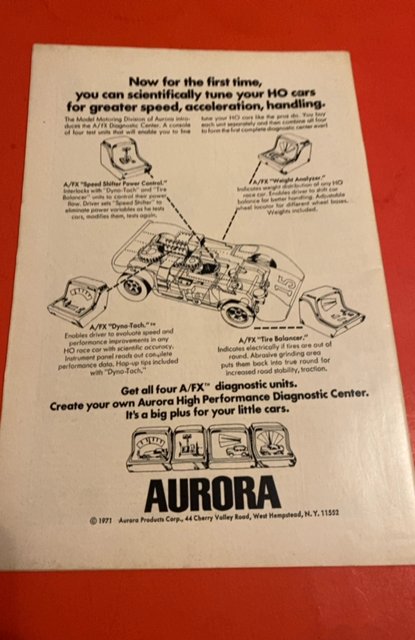 Now for the first time,
you can scientifically tune your HO cars
for greater speed, acceleration, handling.
The Model Motoring Division of Aurora intro-
duces the A/FX Diagnostic Center. A console
of four test units that will enable you to fine
tune your HO cars like the pros do. You buy
each unit separately and then combine all four
to form the first complete diagnostic center ever!
A/FX "Speed Shifter Power Control."
Interlocks with "Dyno-Tach" and "Tire
Balancer" units to control their power
flow. Driver sets "Speed Shifter" to
eliminate power variables as he tests
cars, modifies them, tests again.
A/FX "Weight Analyzer."
Indicates weight distribution of any HO
race car. Enables driver to shift car
balance for better handling. Adjustable
wheel locator for different wheel bases.
Weights included.
15
A/FX "Dyno-Tach."™
Enables driver to evaluate speed and
performance improvements in any
HO race car with scientific accuracy.
Instrument panel reads out complete
performance data. Hop-up tips included
with "Dyno-Tach."
A/FX "Tire Balancer."
Indicates electrically if tires are out of
round. Abrasive grinding area
puts them back into true round for
increased road stability, traction.
Get all four A/FX™ diagnostic units.
Create your own Aurora High Performance Diagnostic Center.
It's a big plus for your little cars.
AURORA
© 1971 Aurora Products Corp., 44 Cherry Valley Road, West Hempstead, N.Y. 11552